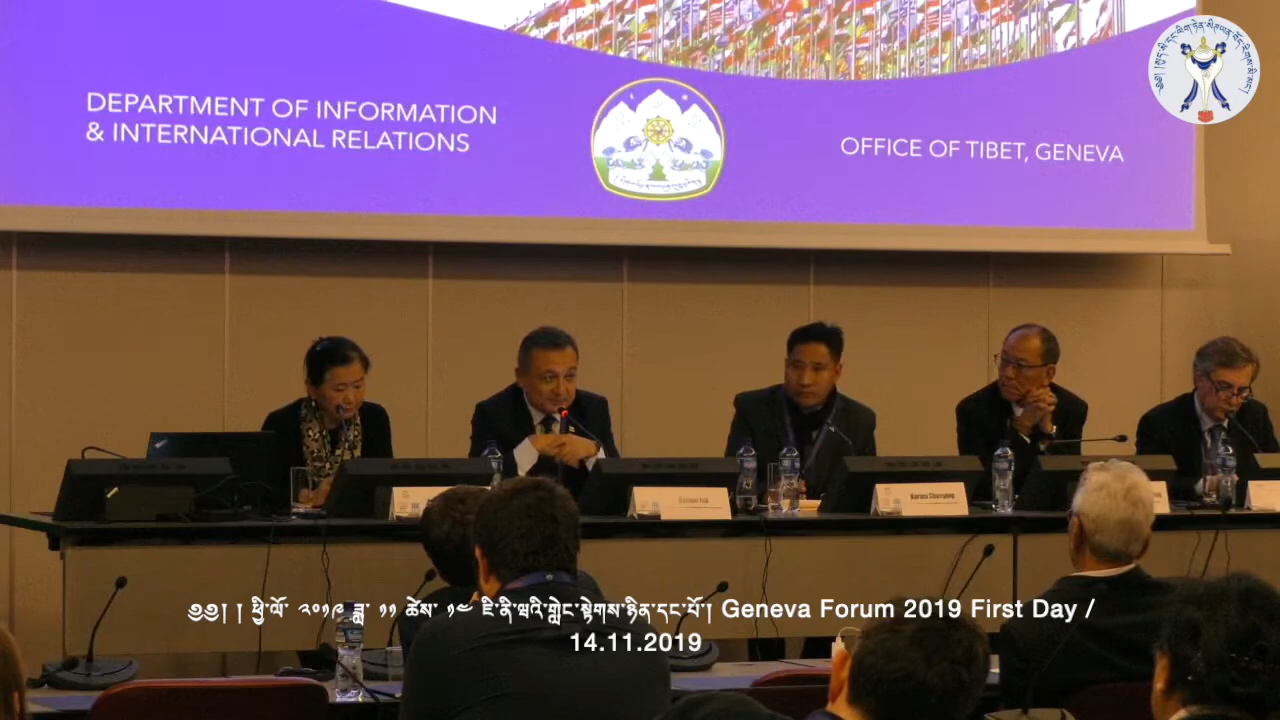 DEPARTMENT OF INFORMATION
& INTERNATIONAL RELATIONS
OFFICE OF TIBET, GENEVA
Karma Choeying
༄༅། ། ཕྱི་ལོ་ ༢༠༡༩ ཟླ་ ༡༡ ཚེས་ ༡༤ ཇི་ནི་ཝའི་གླེང་སྟེགས་ཉིན་དང་པོ་། Geneva Forum 2019 First Day /
14.11.2019